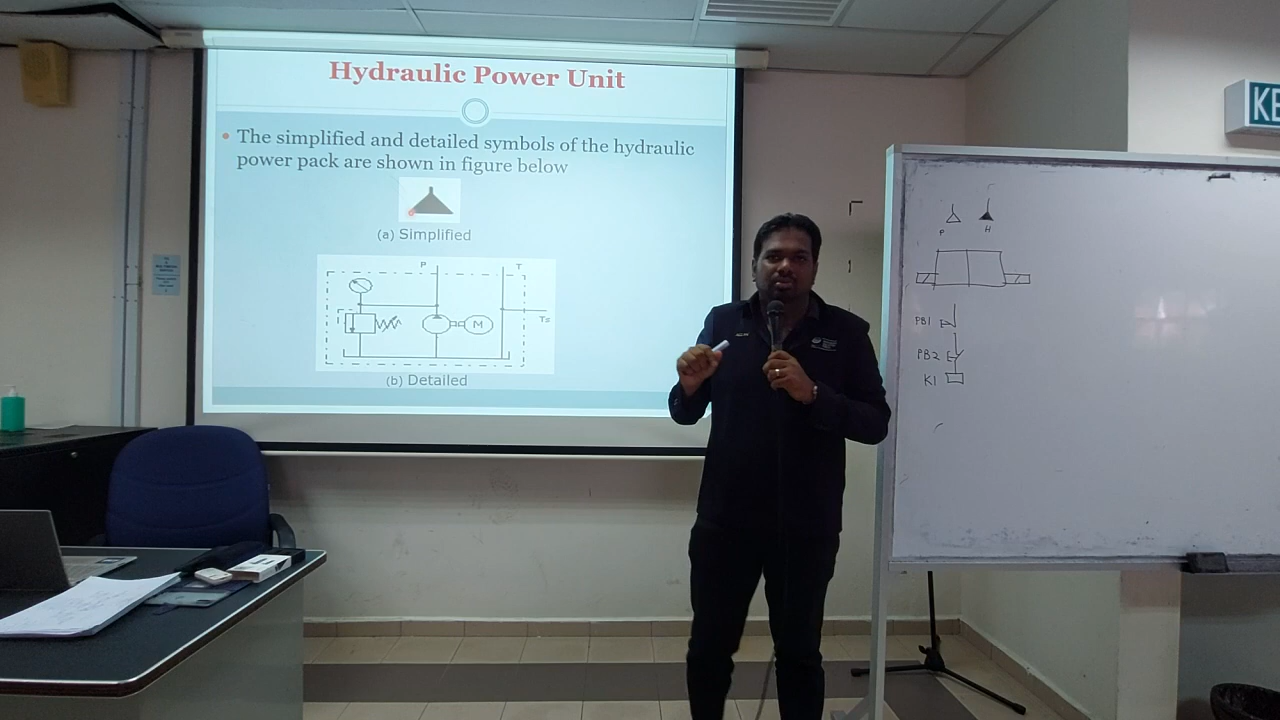 Hydraulic Power Unit
The simplified and detailed symbols of the hydraulic
power pack are shown in figure below
(a) Simplified
P
T
M
Ts
(b) Detailed
P
H
PB1
PB2
K1
KE